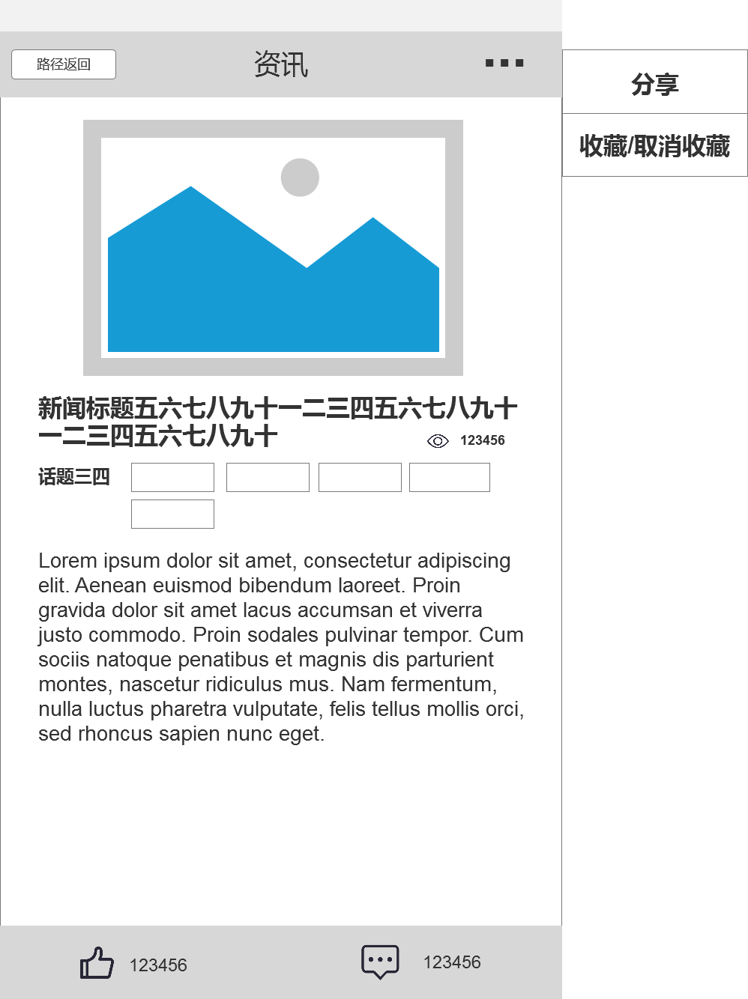 路径返回
资讯
分享
收藏/取消收藏
新闻标题五六七八九十一二三四五六七八九十
一二三四五六七八九十
123456
话题三四
Lorem ipsum dolor sit amet, consectetur adipiscing
elit. Aenean euismod bibendum laoreet. Proin
gravida dolor sit amet lacus accumsan et viverra
justo commodo. Proin sodales pulvinar tempor. Cum
sociis natoque penatibus et magnis dis parturient
montes, nascetur ridiculus mus. Nam fermentum,
nulla luctus pharetra vulputate, felis tellus mollis orci,
sed rhoncus sapien nunc eget.
123456
123456